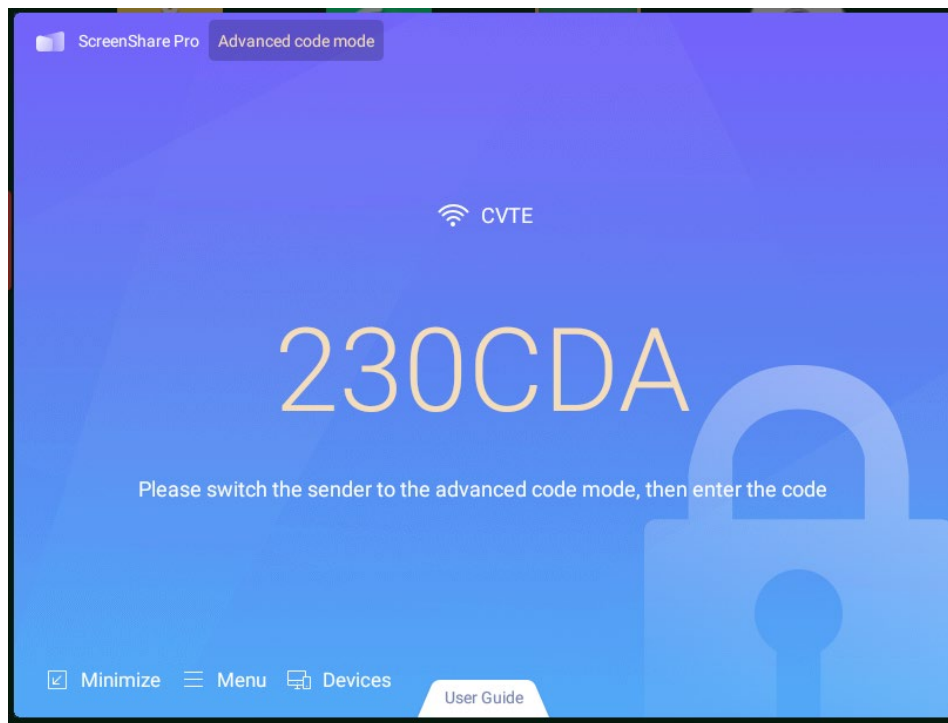 ScreenShare Pro Advanced code mode
CVTE
230CDA
Please switch the sender to the advanced code mode, then enter the code
Minimize Menu Devices
User Guide